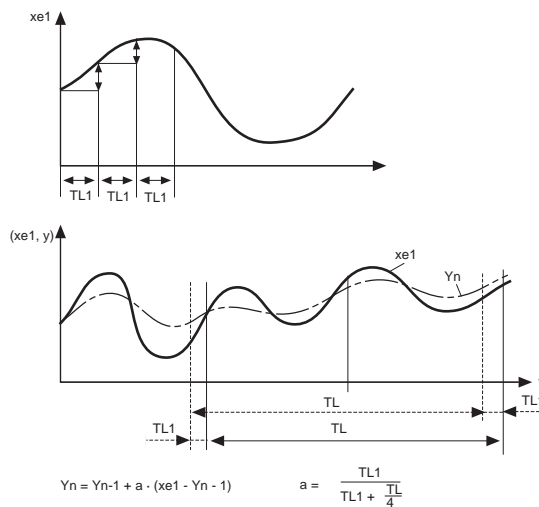 xe1
TL1 TL1 TL1
(xe1, y)
xe1
Yn
TL TL1
TL1 TL
Yn = Yn-1 + a · (xe1 - Yn - 1) a = TL1
TL1 + TL
4